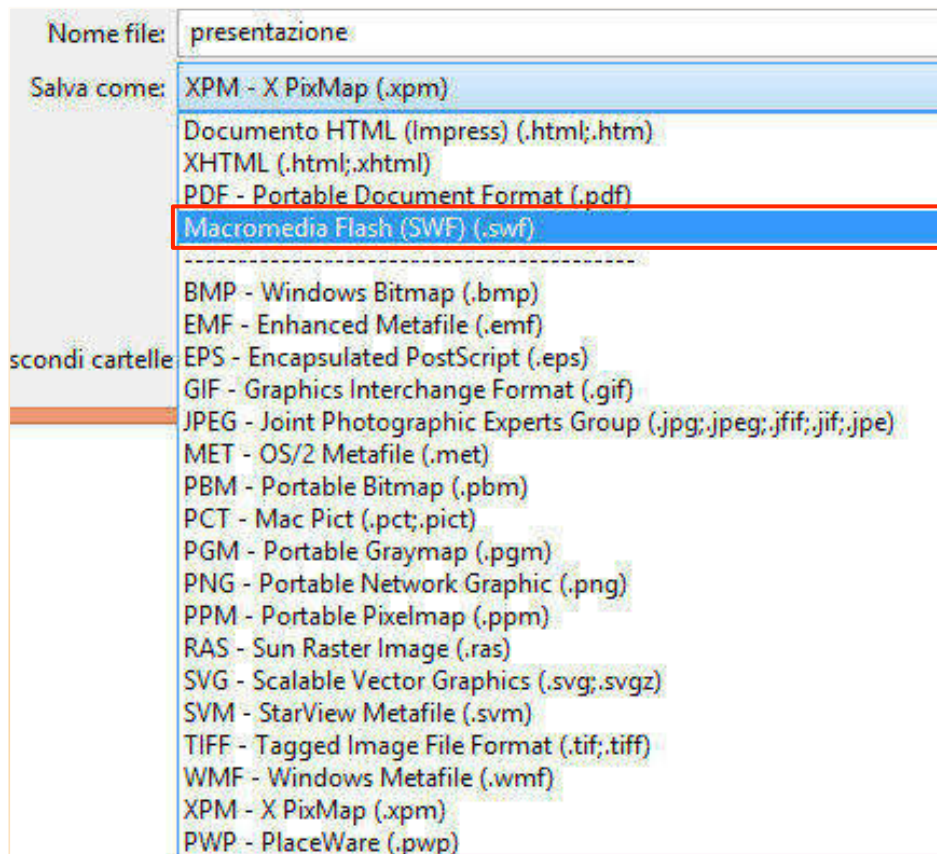 Nome file: presentazione
Salva come: XPM - X PixMap (.xpm)
Documento HTML (Impress) (.html;.htm)
XHTML (.html;.xhtml)
PDF - Portable Document Format (.pdf)
Macromedia Flash (SWF) (.swf)
------------------------------------------
BMP - Windows Bitmap (.bmp)
EMF - Enhanced Metafile (.emf)
scondi cartelle EPS - Encapsulated PostScript (.eps)
GIF - Graphics Interchange Format (.gif)
JPEG - Joint Photographic Experts Group (.jpg;.jpeg;.jfif;.jif;.jpe)
MET - OS/2 Metafile (.met)
PBM - Portable Bitmap (.pbm)
PCT - Mac Pict (.pct;.pict)
PGM - Portable Graymap (.pgm)
PNG - Portable Network Graphic (.png)
PPM - Portable Pixelmap (.ppm)
RAS - Sun Raster Image (.ras)
SVG - Scalable Vector Graphics (.svg;.svgz)
SVM - StarView Metafile (.svm)
TIFF - Tagged Image File Format (.tif;.tiff)
WMF - Windows Metafile (.wmf)
XPM - X PixMap (.xpm)
PWP - PlaceWare (.pwp)